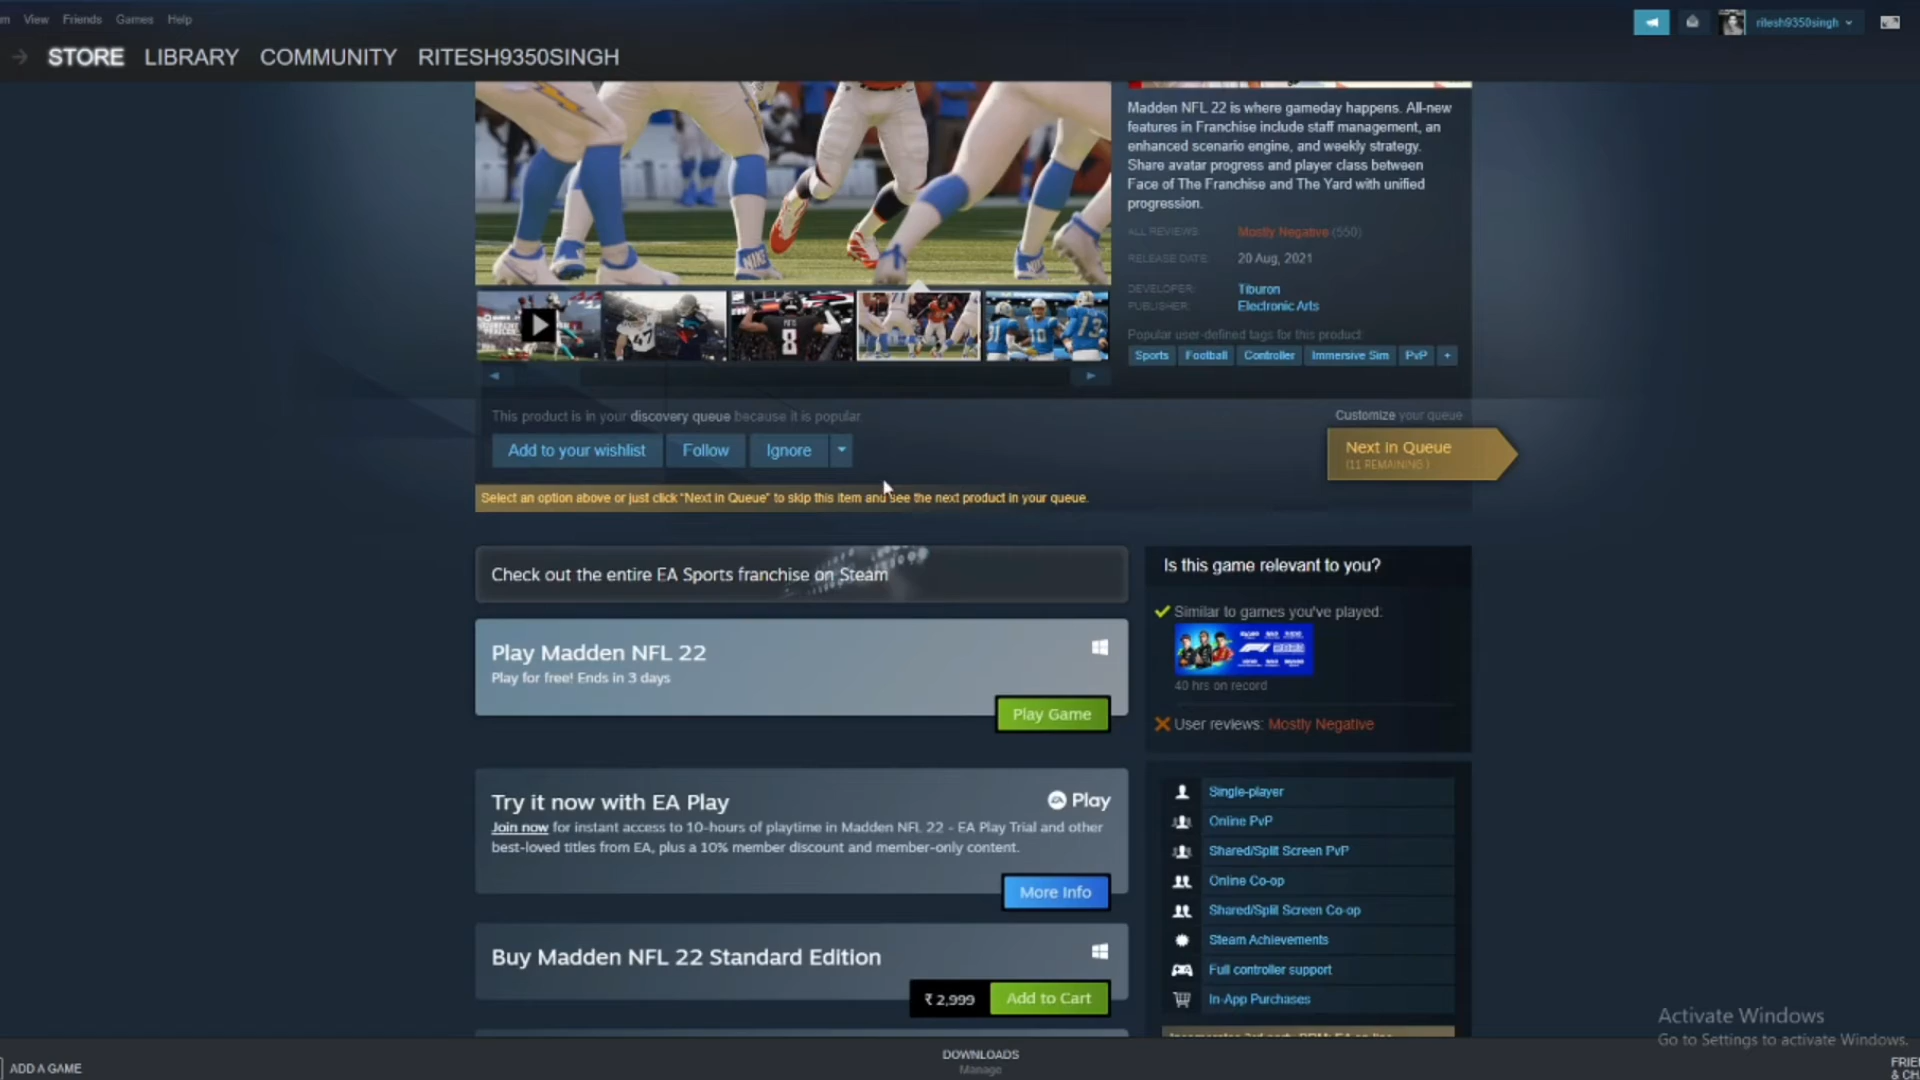 View Friends Games Help
ritesh9350singh
STORE LIBRARY COMMUNITY RITESH9350SINGH
Madden NFL 22 is where gameday happens. All-new
features in Franchise include staff management, an
enhanced scenario engine, and weekly strategy.
Share avatar progress and player class between
Face of The Franchise and The Yard with unified
progression.
ALL REVIEWS: Mostly Negative (550)
RELEASE DATE: 20 Aug, 2021
DEVELOPER: Tiburon
PUBLISHER: Electronic Arts
Popular user-defined tags for this product:
Sports Football Controller Immersive Sim PvP +
NIKE
NIKE
47
8
13
This product is in your discovery queue because it is popular
Customize your queue
Add to your wishlist Follow Ignore
Next in Queue
(11 REMAINING )
Select an option above or just click "Next in Queue" to skip this item and see the next product in your queue.
Check out the entire EA Sports franchise on Steam
Play Madden NFL 22
Play for free! Ends in 3 days
Play Game
Try it now with EA Play
EA Play
Join now for instant access to 10-hours of playtime in Madden NFL 22 - EA Play Trial and other
best-loved titles from EA, plus a 10% member discount and member-only content.
More Info
Buy Madden NFL 22 Standard Edition
₹ 2,999 Add to Cart
Is this game relevant to you?
Similar to games you've played:
40 hrs on record
User reviews: Mostly Negative
Single-player
Online PvP
Shared/Split Screen PvP
Online Co-op
Shared/Split Screen Co-op
Steam Achievements
Full controller support
In-App Purchases
Activate Windows
Go to Settings to activate Windows.
ADD A GAME
DOWNLOADS
Manage
& CH